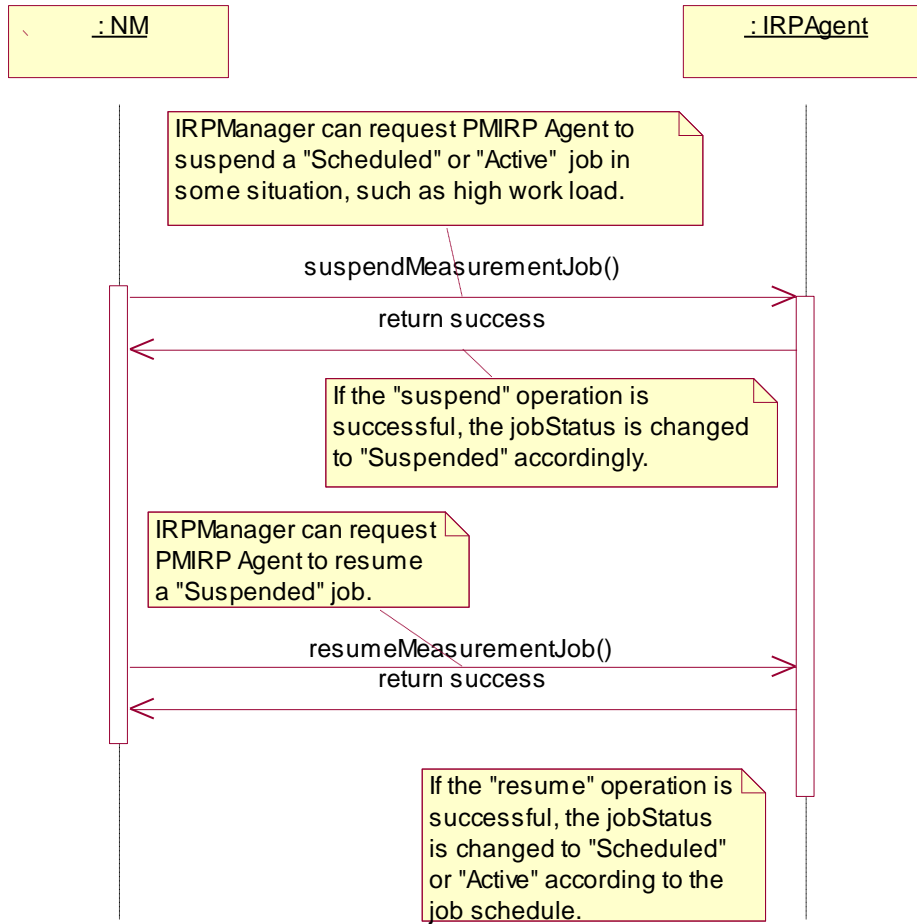 : NM
: IRPAgent
IRPManager can request PMIRP Agent to
suspend a "Scheduled" or "Active" job in
some situation, such as high work load.
suspendMeasurementJob()
return success
If the "suspend" operation is
successful, the jobStatus is changed
to "Suspended" accordingly.
IRPManager can request
PMIRP Agent to resume
a "Suspended" job.
resumeMeasurementJob()
return success
If the "resume" operation is
successful, the jobStatus
is changed to "Scheduled"
or "Active" according to the
job schedule.